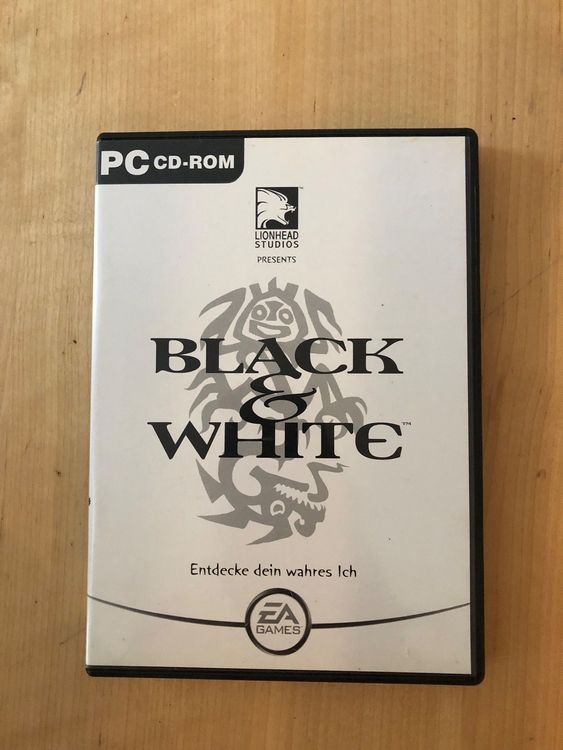 PC CD-ROM
LIONHEAD
STUDIOS
PRESENTS
BLACK
&
WHITE™
Entdecke dein wahres Ich
EA
GAMES